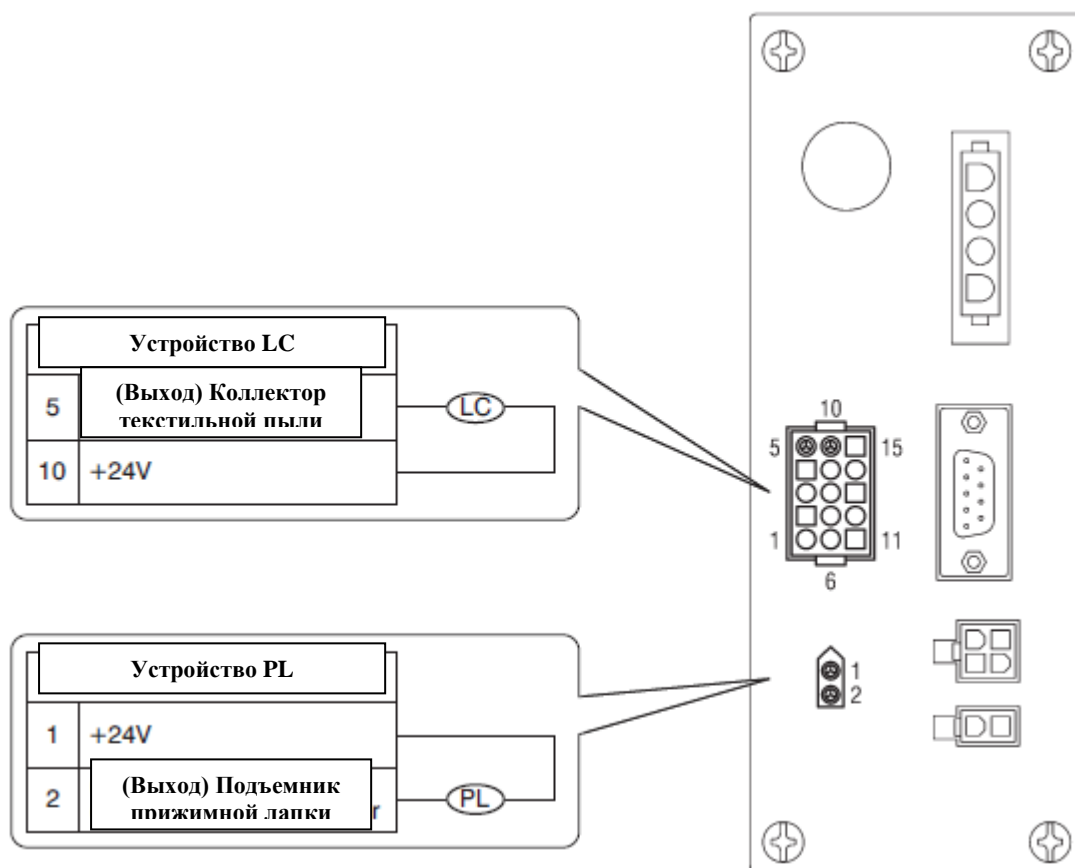 Устройство LC
5 (Выход) Коллектор
текстильной пыли
LC
10 +24V
10
5 15
1 11
6
Устройство PL
1 +24V
2 (Выход) Подъемник
прижимной лапки r
PL
1
2